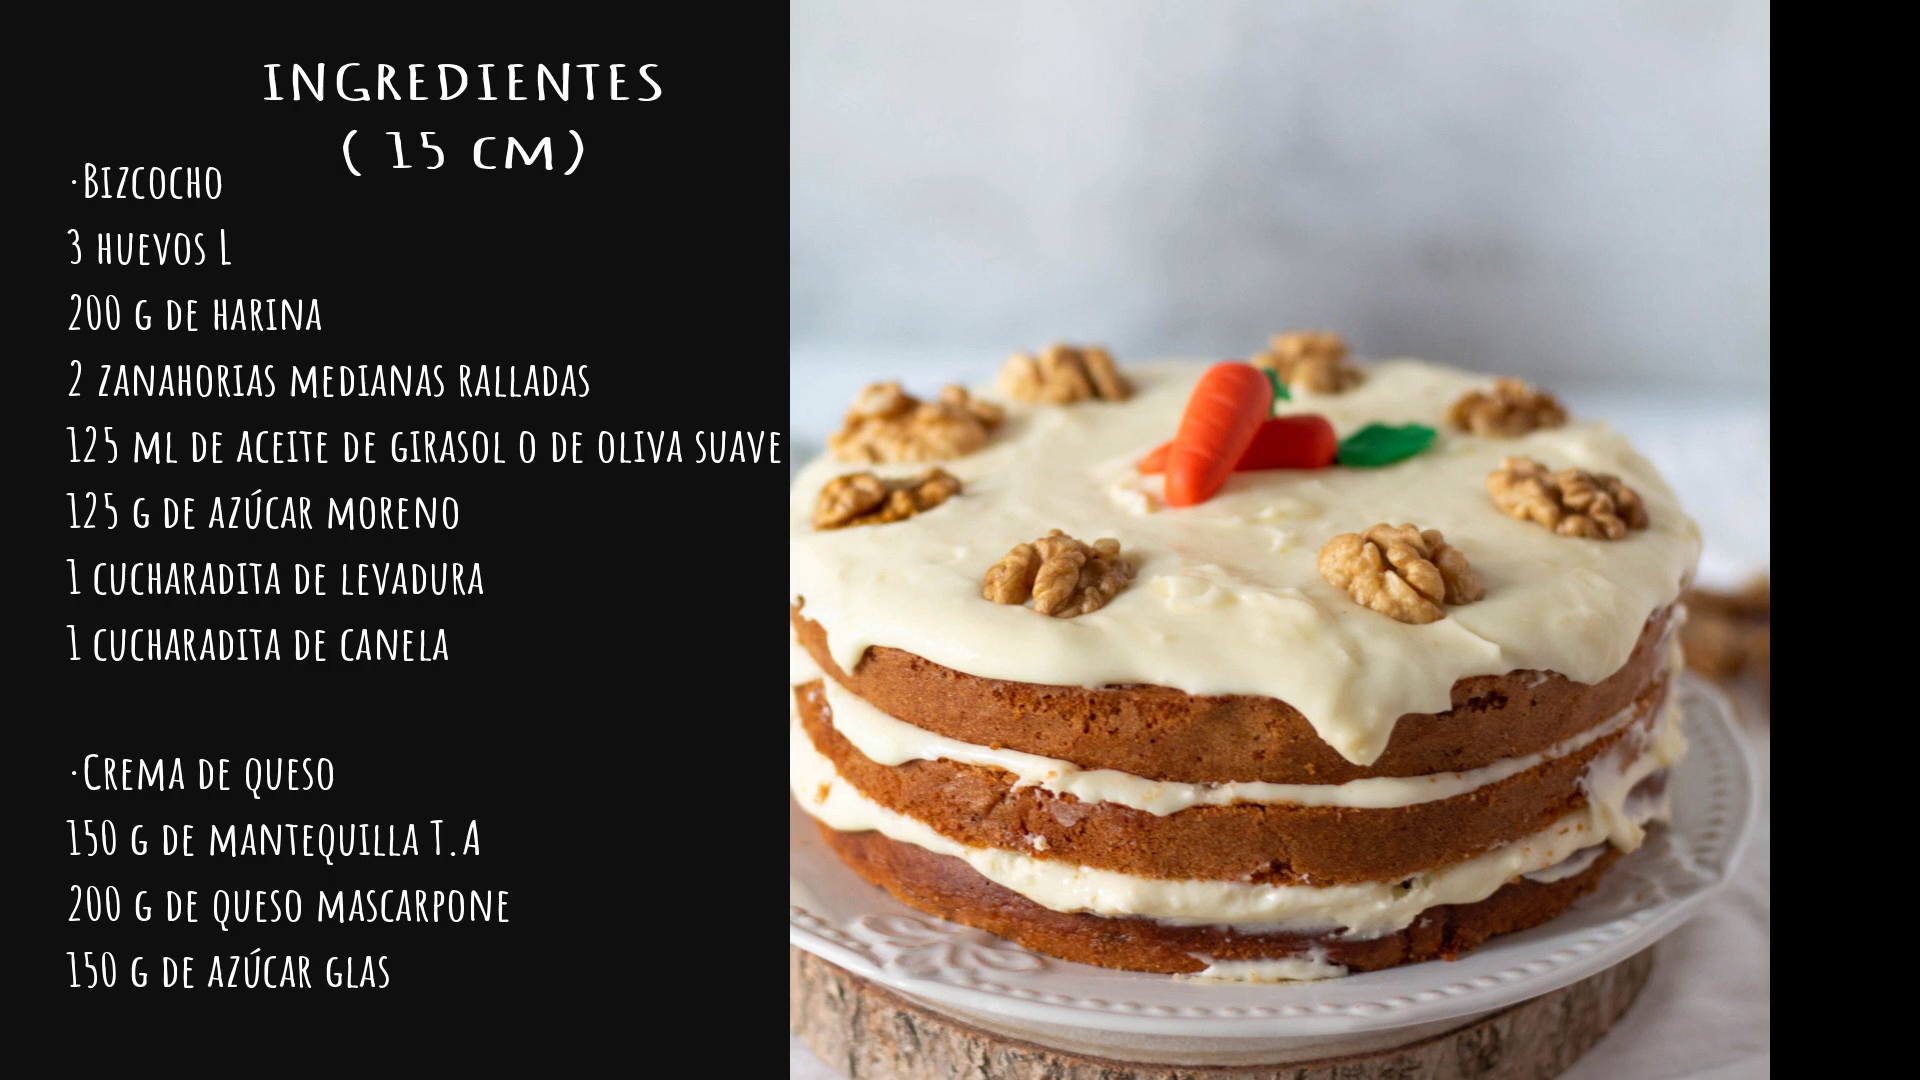 INGREDIENTES
( 15 CM)
·BIZCOCHO
3 HUEVOS L
200 G DE HARINA
2 ZANAHORIAS MEDIANAS RALLADAS
125 ML DE ACEITE DE GIRASOL O DE OLIVA SUAVE
125 G DE AZÚCAR MORENO
1 CUCHARADITA DE LEVADURA
1 CUCHARADITA DE CANELA
·CREMA DE QUESO
150 G DE MANTEQUILLA T.A
200 G DE QUESO MASCARPONE
150 G DE AZÚCAR GLAS